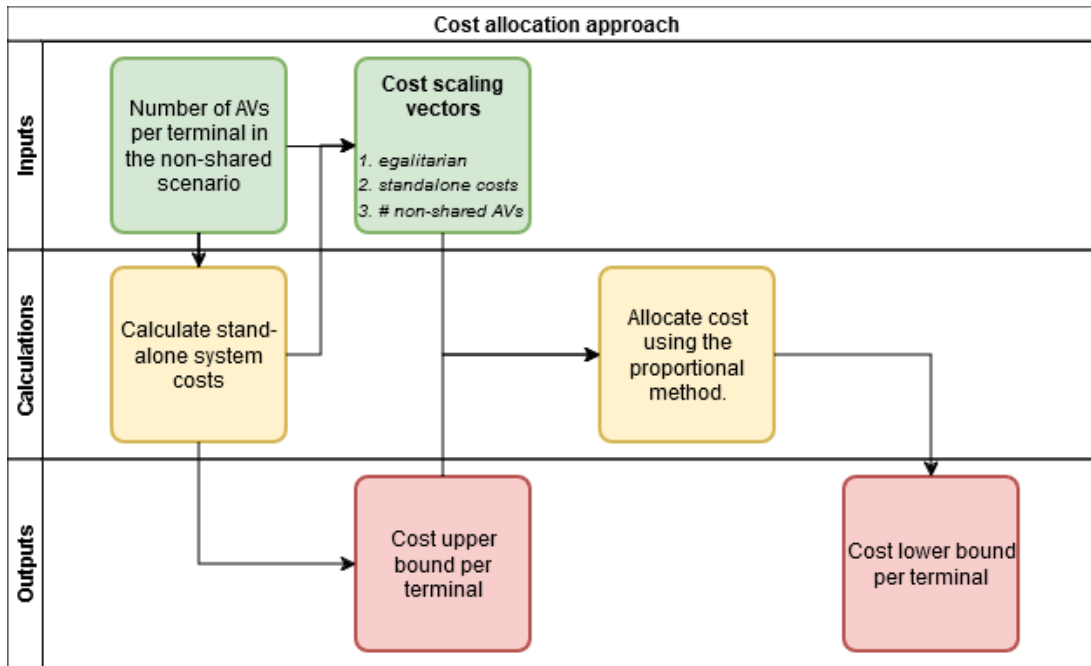 Cost allocation approach
Inputs
Number of AVs
per terminal in
the non-shared
scenario
Cost scaling
vectors
1. egalitarian
2. standalone costs
3. # non-shared AVs
Calculations
Calculate stand-
alone system
costs
Allocate cost
using the
proportional
method.
Outputs
Cost upper
bound per
terminal
Cost lower bound
per terminal